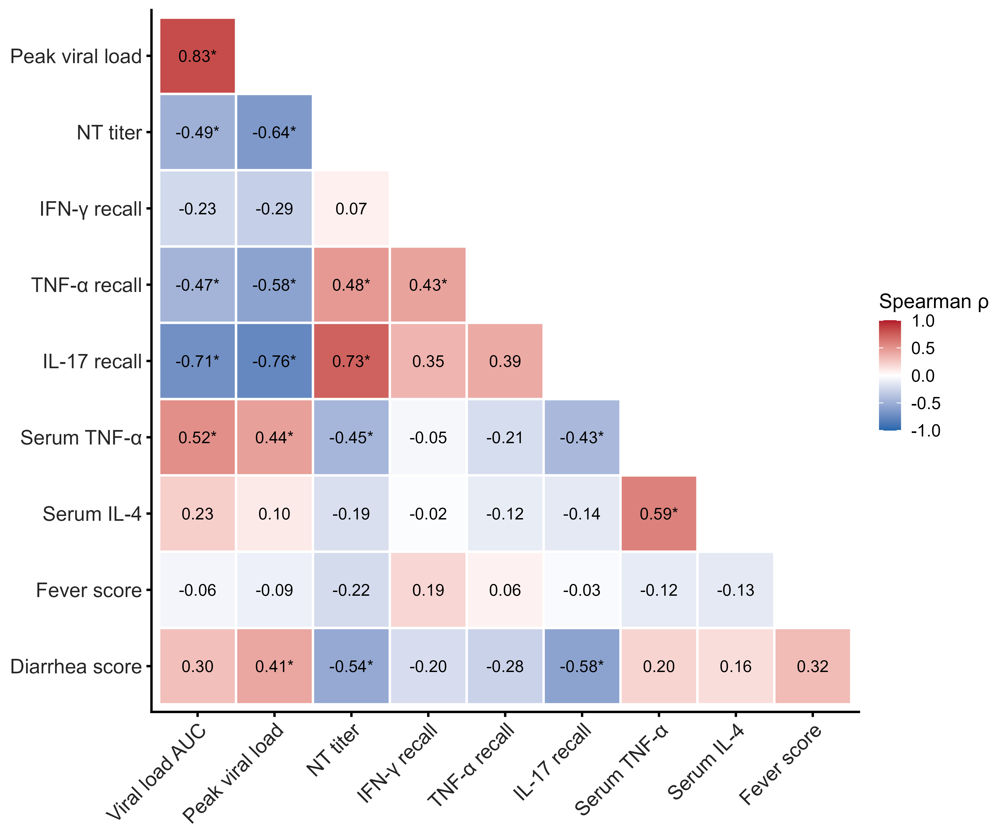 Peak viral load 0.83*
NT titer -0.49* -0.64*
IFN-γ recall -0.23 -0.29 0.07
TNF-α recall -0.47* -0.58* 0.48* 0.43*
IL-17 recall -0.71* -0.76* 0.73* 0.35 0.39
Serum TNF-α 0.52* 0.44* -0.45* -0.05 -0.21 -0.43*
Serum IL-4 0.23 0.10 -0.19 -0.02 -0.12 -0.14 0.59*
Fever score -0.06 -0.09 -0.22 0.19 0.06 -0.03 -0.12 -0.13
Diarrhea score 0.30 0.41* -0.54* -0.20 -0.28 -0.58* 0.20 0.16 0.32
Viral load AUC
Peak viral load
NT titer
IFN-γ recall
TNF-α recall
IL-17 recall
Serum TNF-α
Serum IL-4
Fever score
Spearman ρ
1.0
0.5
0.0
-0.5
-1.0